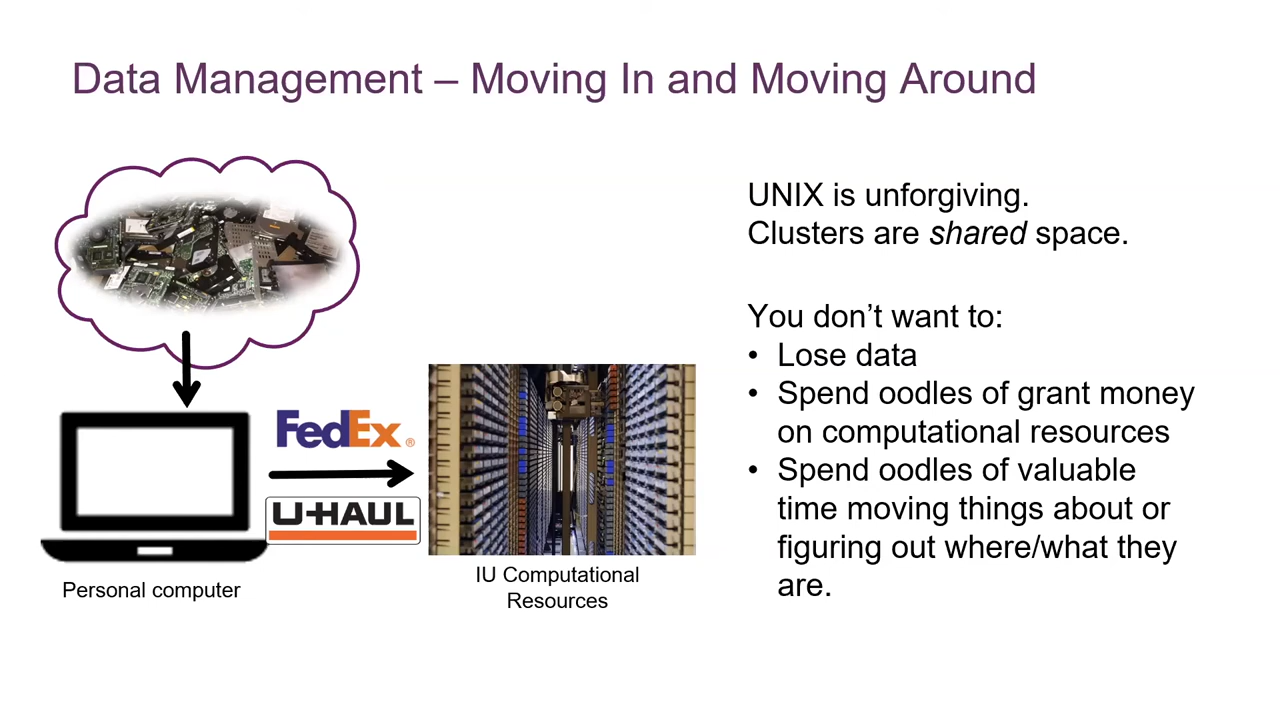 Data Management – Moving In and Moving Around
UNIX is unforgiving.
Clusters are shared space.
You don’t want to:
• Lose data
• Spend oodles of grant money
on computational resources
• Spend oodles of valuable
time moving things about or
figuring out where/what they
are.
FedEx®
U-HAUL
Personal computer
IU Computational
Resources